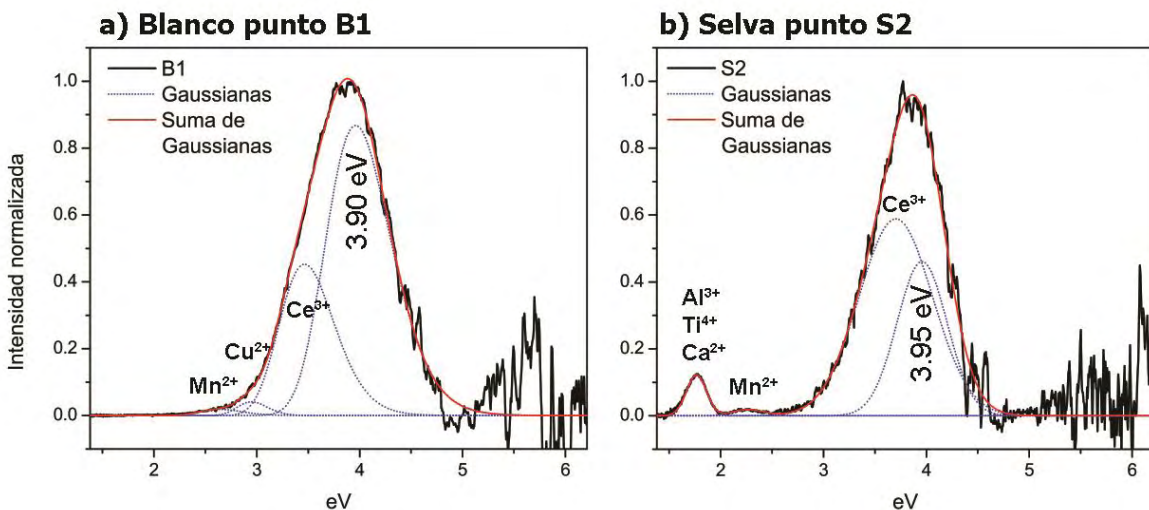 a) Blanco punto B1
B1
Gaussianas
Suma de
Gaussianas
3.90 eV
Ce³⁺
Cu²⁺
Mn²⁺
Intensidad normalizada
1.0
0.8
0.6
0.4
0.2
0.0
2
3
4
5
6
eV
b) Selva punto S2
S2
Gaussianas
Suma de
Gaussianas
Ce³⁺
3.95 eV
Al³⁺
Ti⁴⁺
Ca²⁺
Mn²⁺
1.0
0.8
0.6
0.4
0.2
0.0
2
3
4
5
6
eV